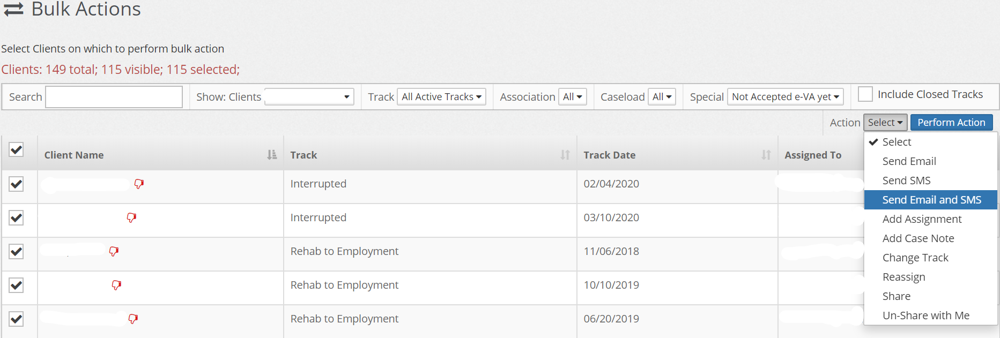 Bulk Actions
Select Clients on which to perform bulk action
Clients: 149 total; 115 visible; 115 selected;
Search Show: Clients Track All Active Tracks Association All Caseload All Special Not Accepted e-VA yet Include Closed Tracks
Action Select Perform Action
Select
Send Email
Send SMS
Send Email and SMS
Add Assignment
Add Case Note
Change Track
Reassign
Share
Un-Share with Me
Client Name Track Track Date Assigned To
Interrupted 02/04/2020
Interrupted 03/10/2020
Rehab to Employment 11/06/2018
Rehab to Employment 10/10/2019
Rehab to Employment 06/20/2019